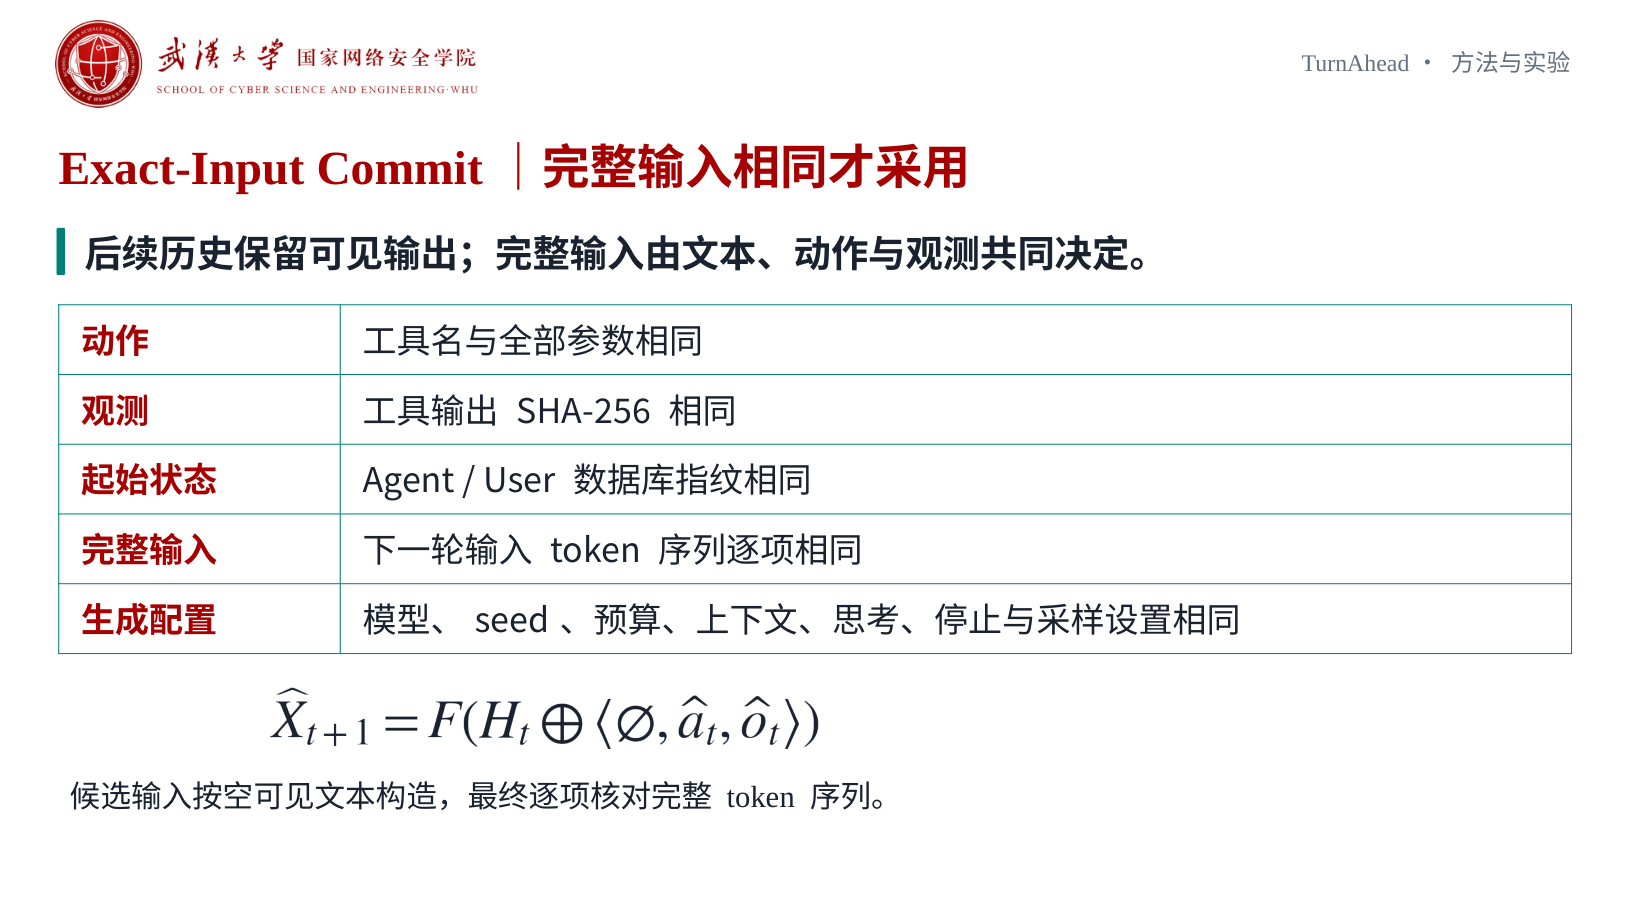 武漢大学 国家网络安全学院
SCHOOL OF CYBER SCIENCE AND ENGINEERING·WHU
TurnAhead • 方法与实验
Exact-Input Commit ｜完整输入相同才采用
后续历史保留可见输出；完整输入由文本、动作与观测共同决定。
动作 工具名与全部参数相同
观测 工具输出 SHA-256 相同
起始状态 Agent / User 数据库指纹相同
完整输入 下一轮输入 token 序列逐项相同
生成配置 模型、 seed 、预算、上下文、思考、停止与采样设置相同
X̂_{t+1} = F(H_t ⊕ ⟨∅, â_t, ô_t⟩)
候选输入按空可见文本构造，最终逐项核对完整 token 序列。